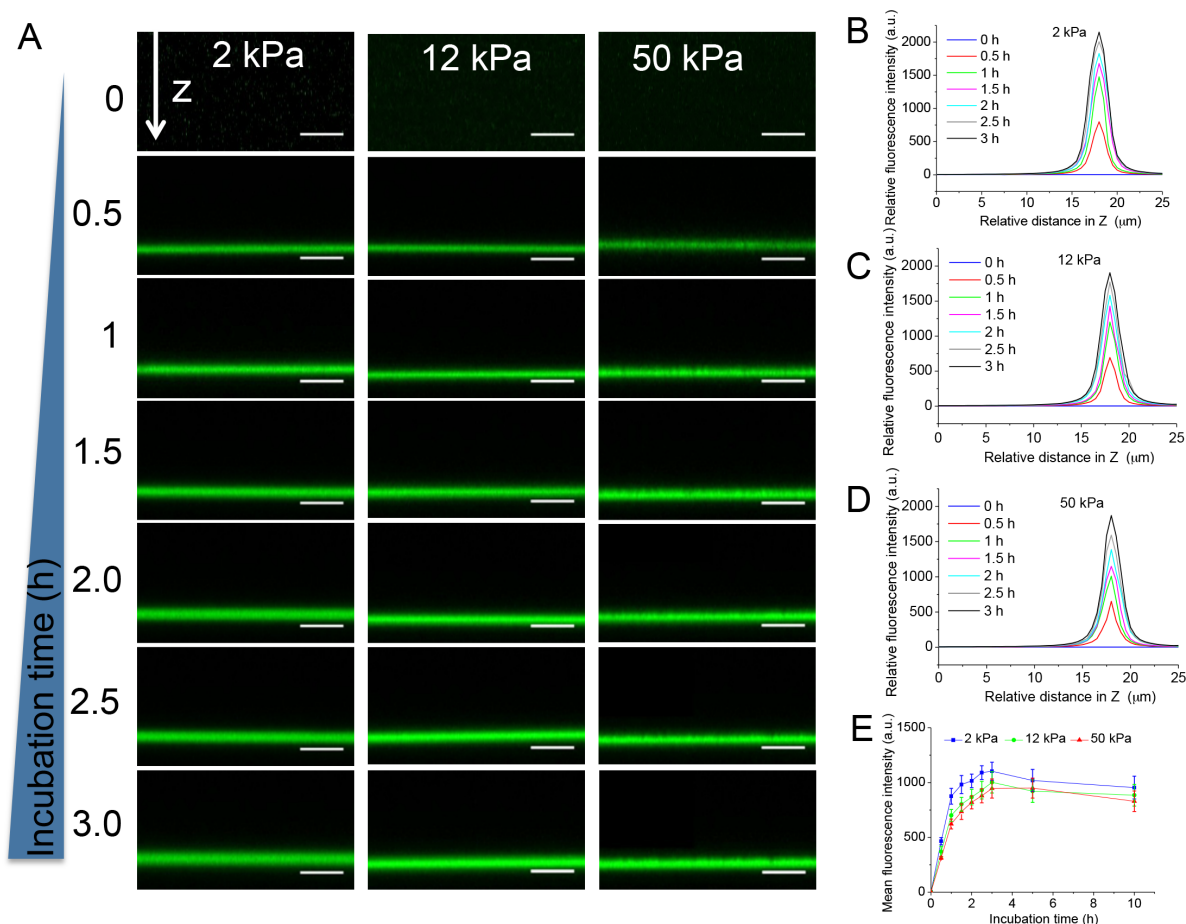 A
2 kPa
12 kPa
50 kPa
z
0
0.5
1
1.5
2.0
2.5
3.0
Incubation time (h)
B
2 kPa
0 h
0.5 h
1 h
1.5 h
2 h
2.5 h
3 h
2000
1500
1000
500
0
0 5 10 15 20 25
Relative fluorescence intensity (a.u.)
Relative distance in Z (μm)
C
12 kPa
0 h
0.5 h
1 h
1.5 h
2 h
2.5 h
3 h
2000
1500
1000
500
0
0 5 10 15 20 25
Relative fluorescence intensity (a.u.)
Relative distance in Z (μm)
D
50 kPa
0 h
0.5 h
1 h
1.5 h
2 h
2.5 h
3 h
2000
1500
1000
500
0
0 5 10 15 20 25
Relative fluorescence intensity (a.u.)
Relative distance in Z (μm)
E
2 kPa 12 kPa 50 kPa
1500
1000
500
0
0 2 4 6 8 10
Mean fluorescence intensity (a.u.)
Incubation time (h)